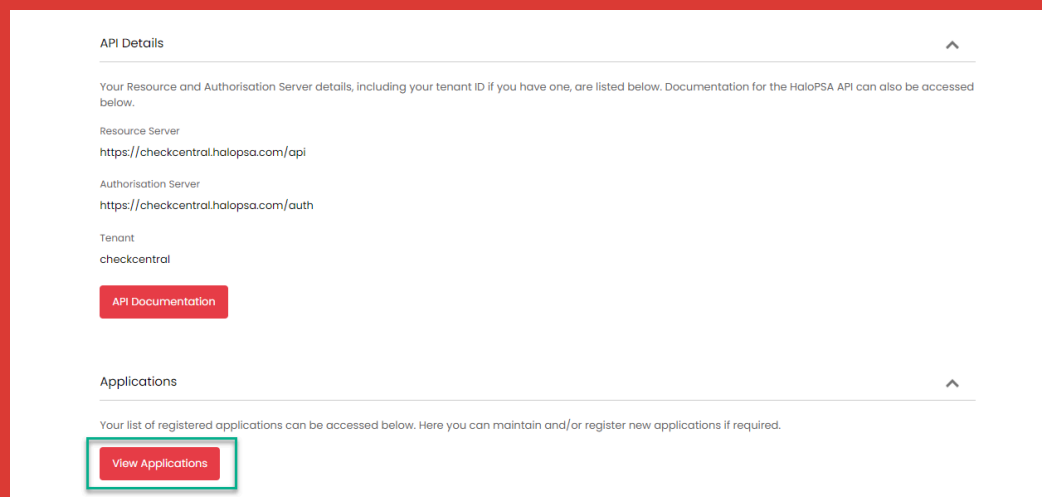 API Details
Your Resource and Authorisation Server details, including your tenant ID if you have one, are listed below. Documentation for the HaloPSA API can also be accessed
below.
Resource Server
https://checkcentral.halopsa.com/api
Authorisation Server
https://checkcentral.halopsa.com/auth
Tenant
checkcentral
API Documentation
Applications
Your list of registered applications can be accessed below. Here you can maintain and/or register new applications if required.
View Applications